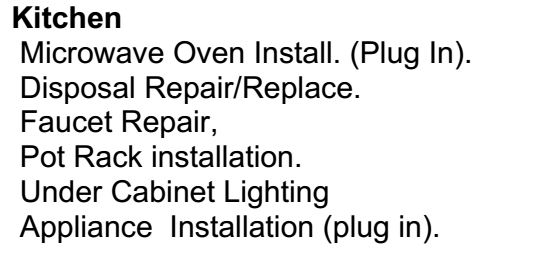 Kitchen
Microwave Oven Install. (Plug In).
Disposal Repair/Replace.
Faucet Repair,
Pot Rack installation.
Under Cabinet Lighting
Appliance  Installation (plug in).